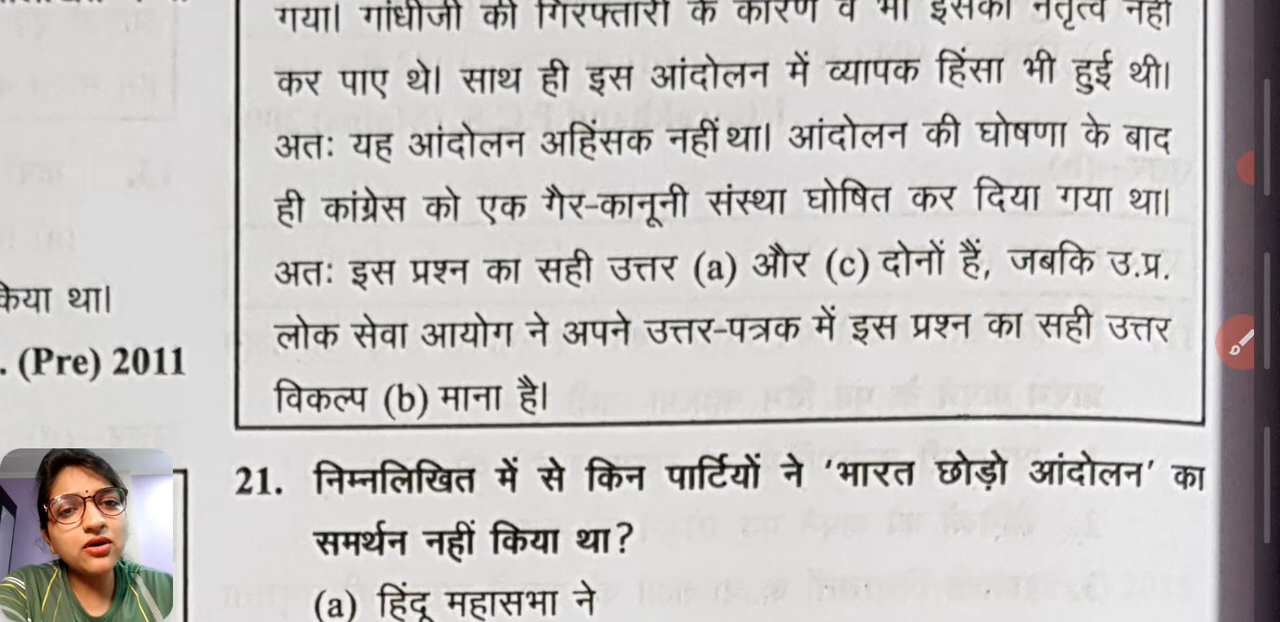 गया। गांधीजी की गिरफ्तारी के कारण वे भी इसका नेतृत्व नहीं
कर पाए थे। साथ ही इस आंदोलन में व्यापक हिंसा भी हुई थी।
अतः यह आंदोलन अहिंसक नहीं था। आंदोलन की घोषणा के बाद
ही कांग्रेस को एक गैर-कानूनी संस्था घोषित कर दिया गया था।
अतः इस प्रश्न का सही उत्तर (a) और (c) दोनों हैं, जबकि उ.प्र.
लोक सेवा आयोग ने अपने उत्तर-पत्रक में इस प्रश्न का सही उत्तर
विकल्प (b) माना है।
किया था।
. (Pre) 2011
21. निम्नलिखित में से किन पार्टियों ने 'भारत छोड़ो आंदोलन' का
समर्थन नहीं किया था?
(a) हिंदू महासभा ने